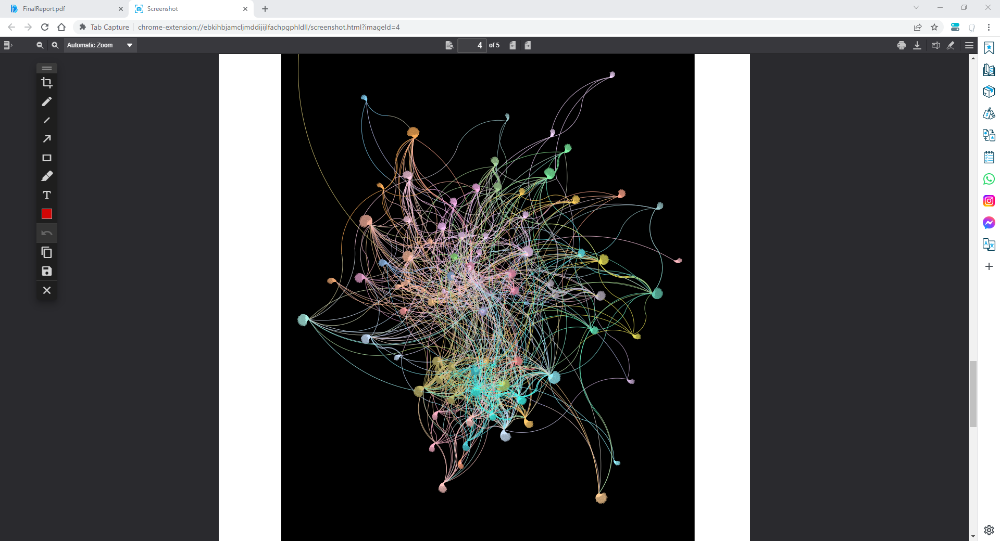 FinalReport.pdf
Screenshot
Tab Capture
chrome-extension://ebkihbjamcljmddijijlfachpgphldll/screenshot.html?imageId=4
Automatic Zoom
4 of 5
T